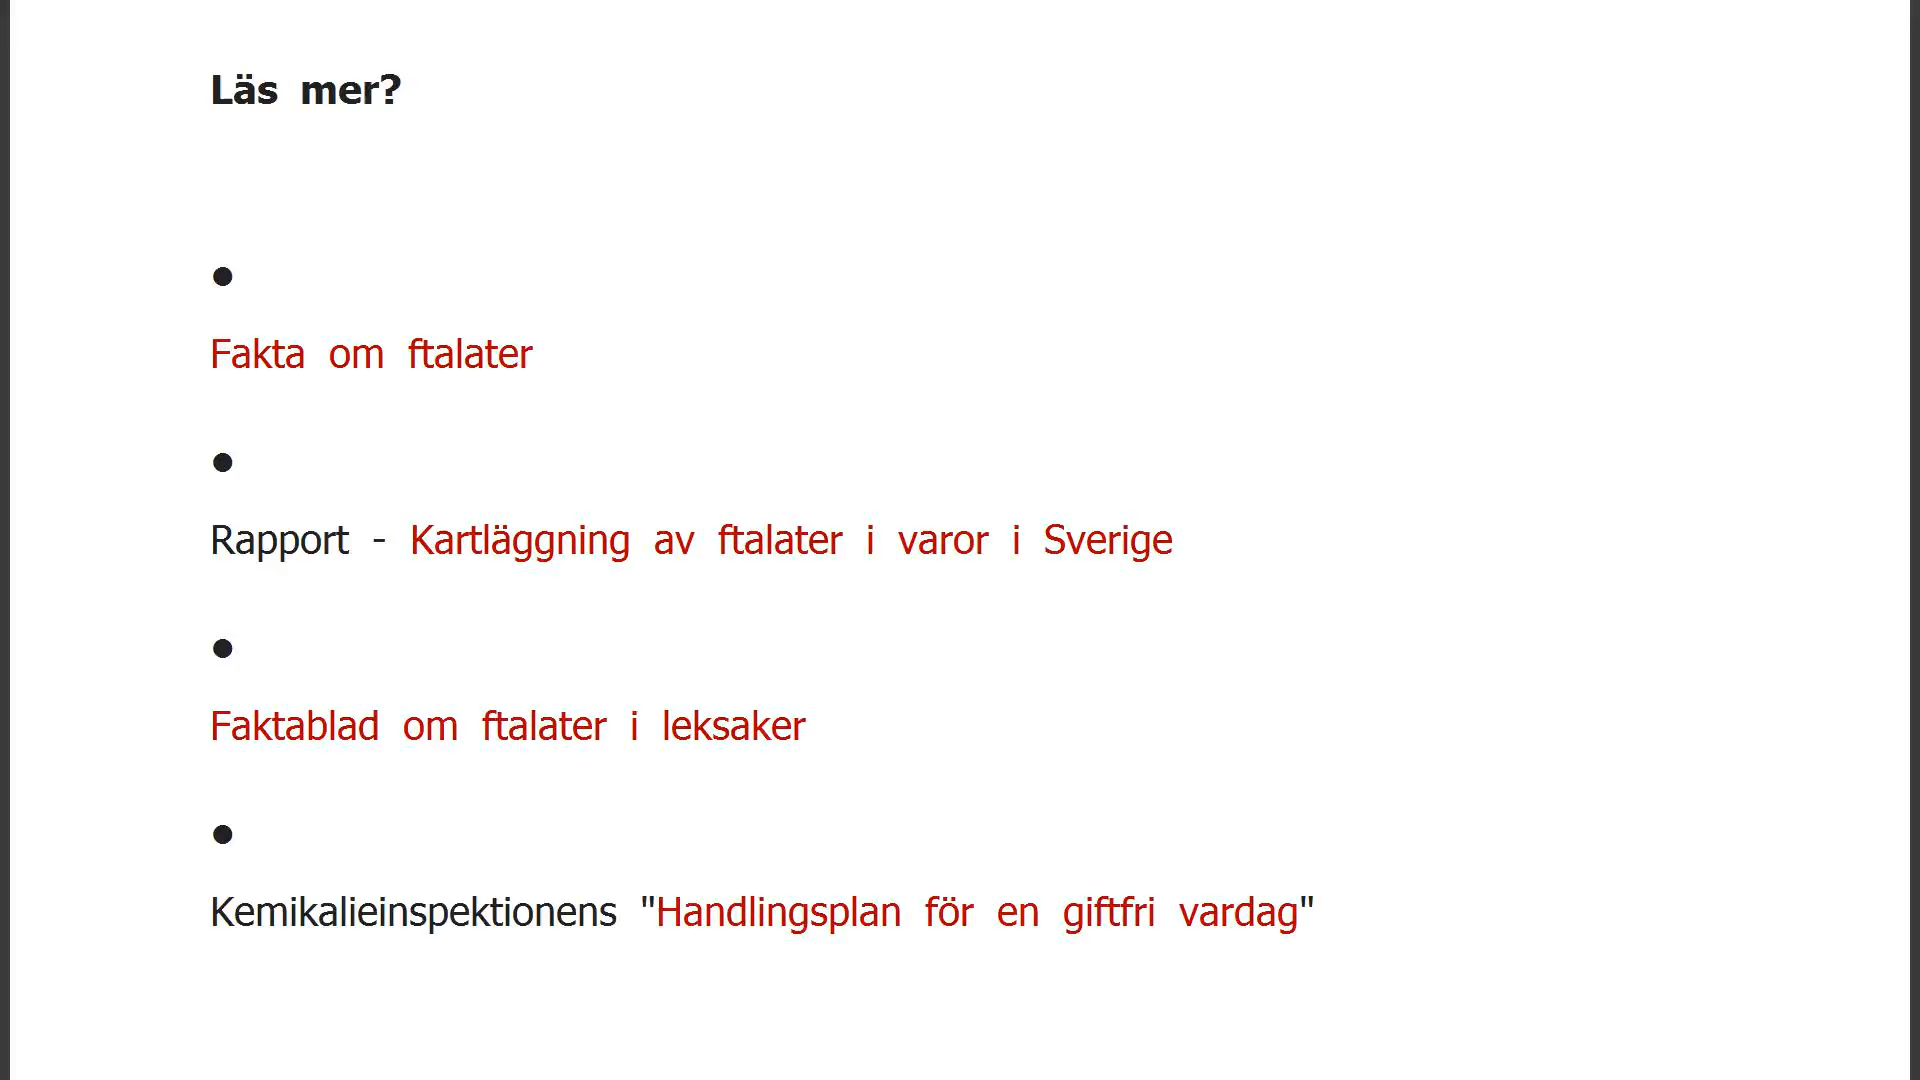 Läs mer?
●
Fakta om ftalater
●
Rapport - Kartläggning av ftalater i varor i Sverige
●
Faktablad om ftalater i leksaker
●
Kemikalieinspektionens "Handlingsplan för en giftfri vardag"